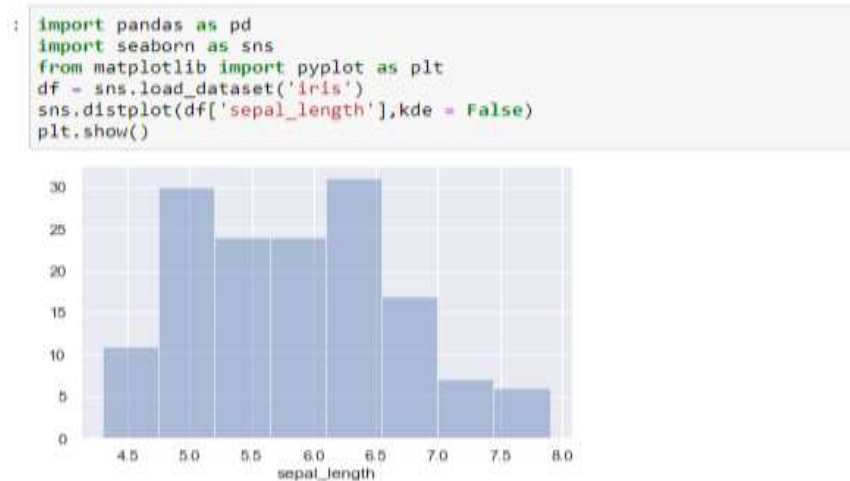 :
import pandas as pd
import seaborn as sns
from matplotlib import pyplot as plt
df = sns.load_dataset('iris')
sns.distplot(df['sepal_length'],kde = False)
plt.show()
30
25
20
15
10
5
0
4.5 5.0 5.5 6.0 6.5 7.0 7.5 8.0
sepal_length